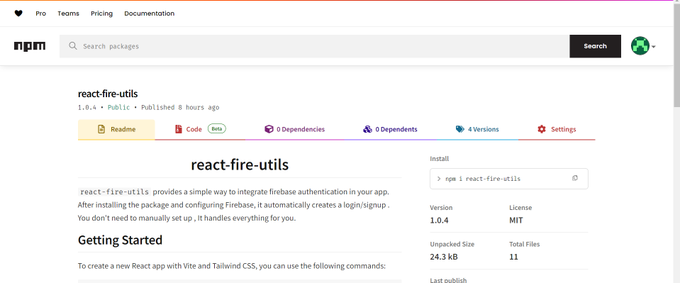 Pro Teams Pricing Documentation
npm Search packages Search
react-fire-utils
1.0.4 • Public • Published 8 hours ago
Readme Code Beta 0 Dependencies 0 Dependents 4 Versions Settings
react-fire-utils
react-fire-utils provides a simple way to integrate firebase authentication in your app.
After installing the package and configuring Firebase, it automatically creates a login/signup .
You don't need to manually set up , It handles everything for you.
Getting Started
To create a new React app with Vite and Tailwind CSS, you can use the following commands:
Install
npm i react-fire-utils
Version License
1.0.4 MIT
Unpacked Size Total Files
24.3 kB 11
Last publish